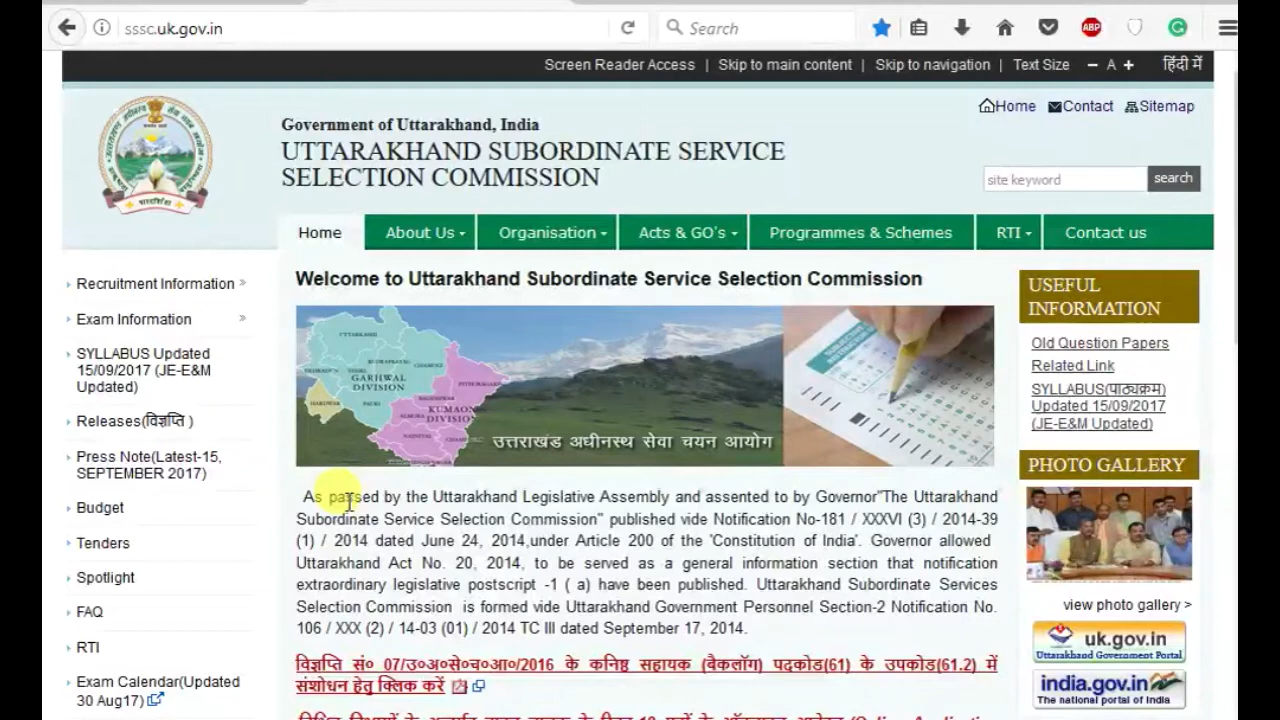 sssc.uk.gov.in
Search
ABP
Screen Reader Access | Skip to main content | Skip to navigation | Text Size − A + हिंदी में
Home Contact Sitemap
Government of Uttarakhand, India
UTTARAKHAND SUBORDINATE SERVICE
SELECTION COMMISSION
site keyword search
Home About Us Organisation Acts & GO's Programmes & Schemes RTI Contact us
Recruitment Information
Exam Information
SYLLABUS Updated
15/09/2017 (JE-E&M
Updated)
Releases(विज्ञप्ति )
Press Note(Latest-15,
SEPTEMBER 2017)
Budget
Tenders
Spotlight
FAQ
RTI
Exam Calendar(Updated
30 Aug17)
Welcome to Uttarakhand Subordinate Service Selection Commission
GARHWAL
DIVISION
KUMAON
DIVISION
उत्तराखंड अधीनस्थ सेवा चयन आयोग
As passed by the Uttarakhand Legislative Assembly and assented to by Governor"The Uttarakhand
Subordinate Service Selection Commission" published vide Notification No-181 / XXXVI (3) / 2014-39
(1) / 2014 dated June 24, 2014,under Article 200 of the 'Constitution of India'. Governor allowed
Uttarakhand Act No. 20, 2014, to be served as a general information section that notification
extraordinary legislative postscript -1 ( a) have been published. Uttarakhand Subordinate Services
Selection Commission is formed vide Uttarakhand Government Personnel Section-2 Notification No.
106 / XXX (2) / 14-03 (01) / 2014 TC III dated September 17, 2014.
विज्ञप्ति सं० 07/उ०अ०से०च०आ०/2016 के कनिष्ठ सहायक (बैकलॉग) पदकोड(61) के उपकोड(61.2) में
संशोधन हेतु क्लिक करें
USEFUL
INFORMATION
Old Question Papers
Related Link
SYLLABUS(पाठ्यक्रम)
Updated 15/09/2017
(JE-E&M Updated)
PHOTO GALLERY
view photo gallery >
uk.gov.in
Uttarakhand Government Portal
india.gov.in
The national portal of India